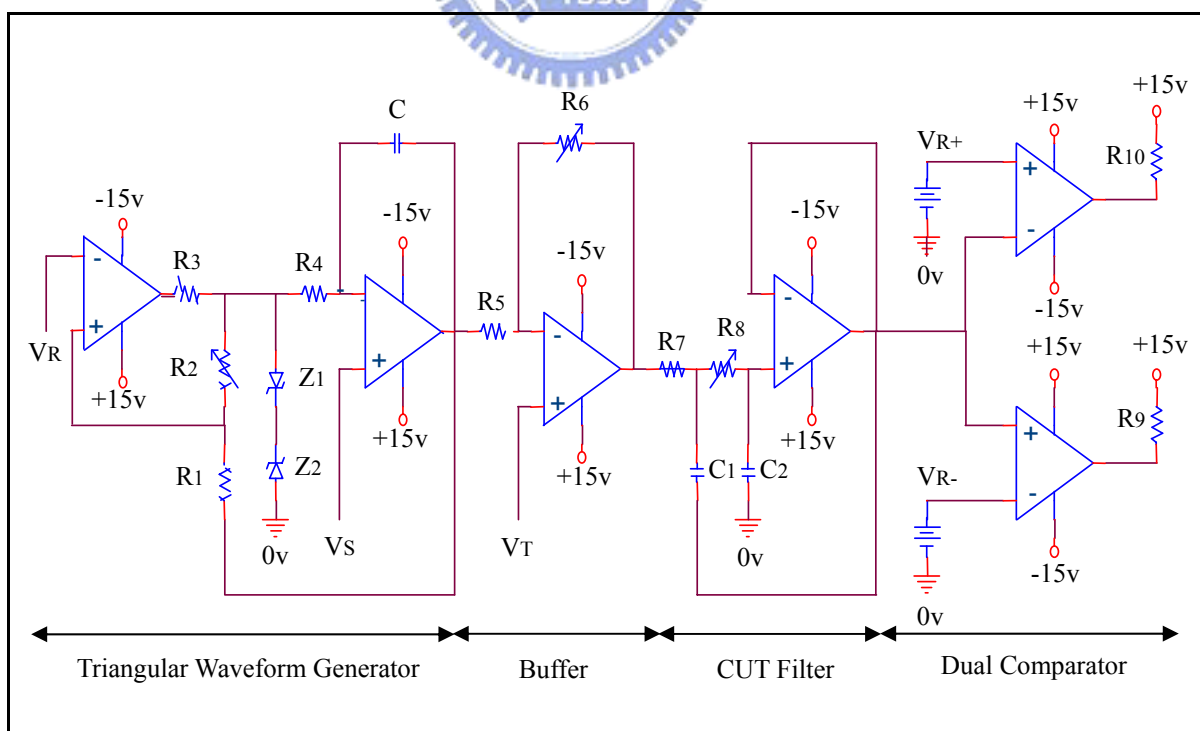 1896
C
R6
+15v
+15v
VR+
R10
-15v
-15v
-15v
-15v
R3
R4
R5
R7
R8
0v
-15v
VR
R2
Z1
+15v
+15v
+15v
+15v
+15v
R1
Z2
C1
C2
R9
VR-
0v
VS
VT
0v
-15v
0v
Triangular Waveform Generator
Buffer
CUT Filter
Dual Comparator